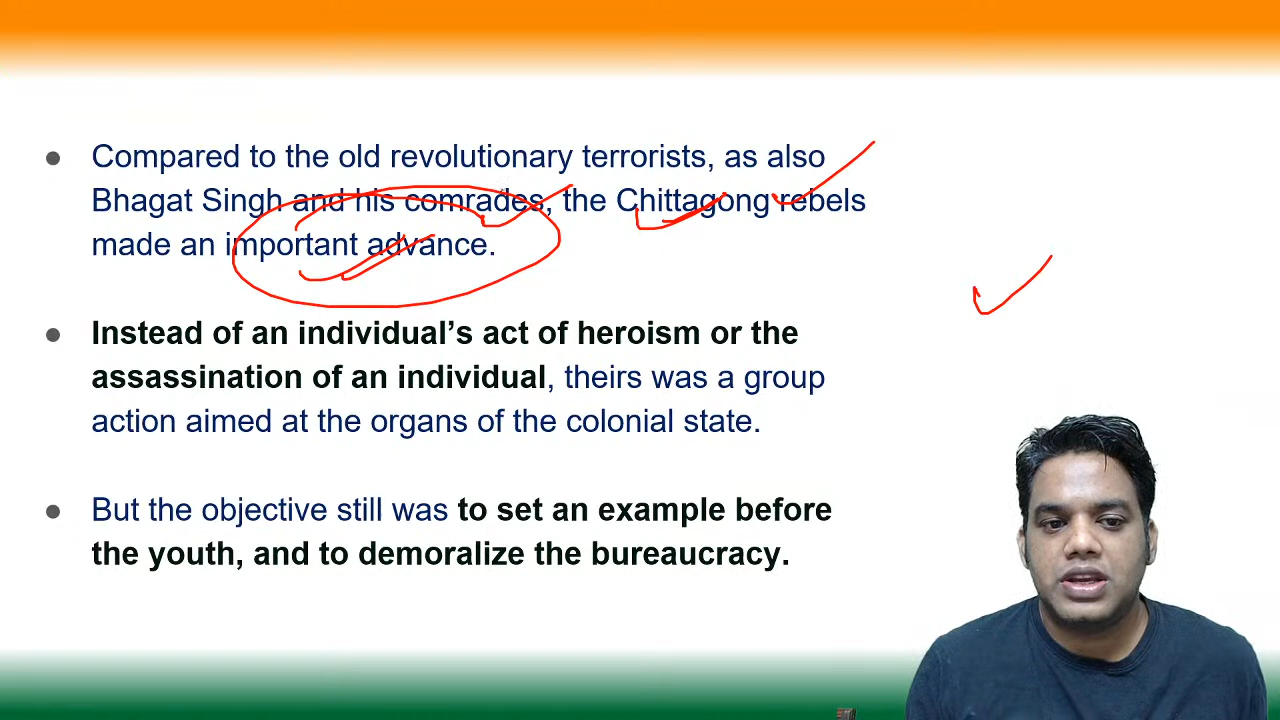 Compared to the old revolutionary terrorists, as also
Bhagat Singh and his comrades, the Chittagong rebels
made an important advance.
Instead of an individual’s act of heroism or the
assassination of an individual, theirs was a group
action aimed at the organs of the colonial state.
But the objective still was to set an example before
the youth, and to demoralize the bureaucracy.